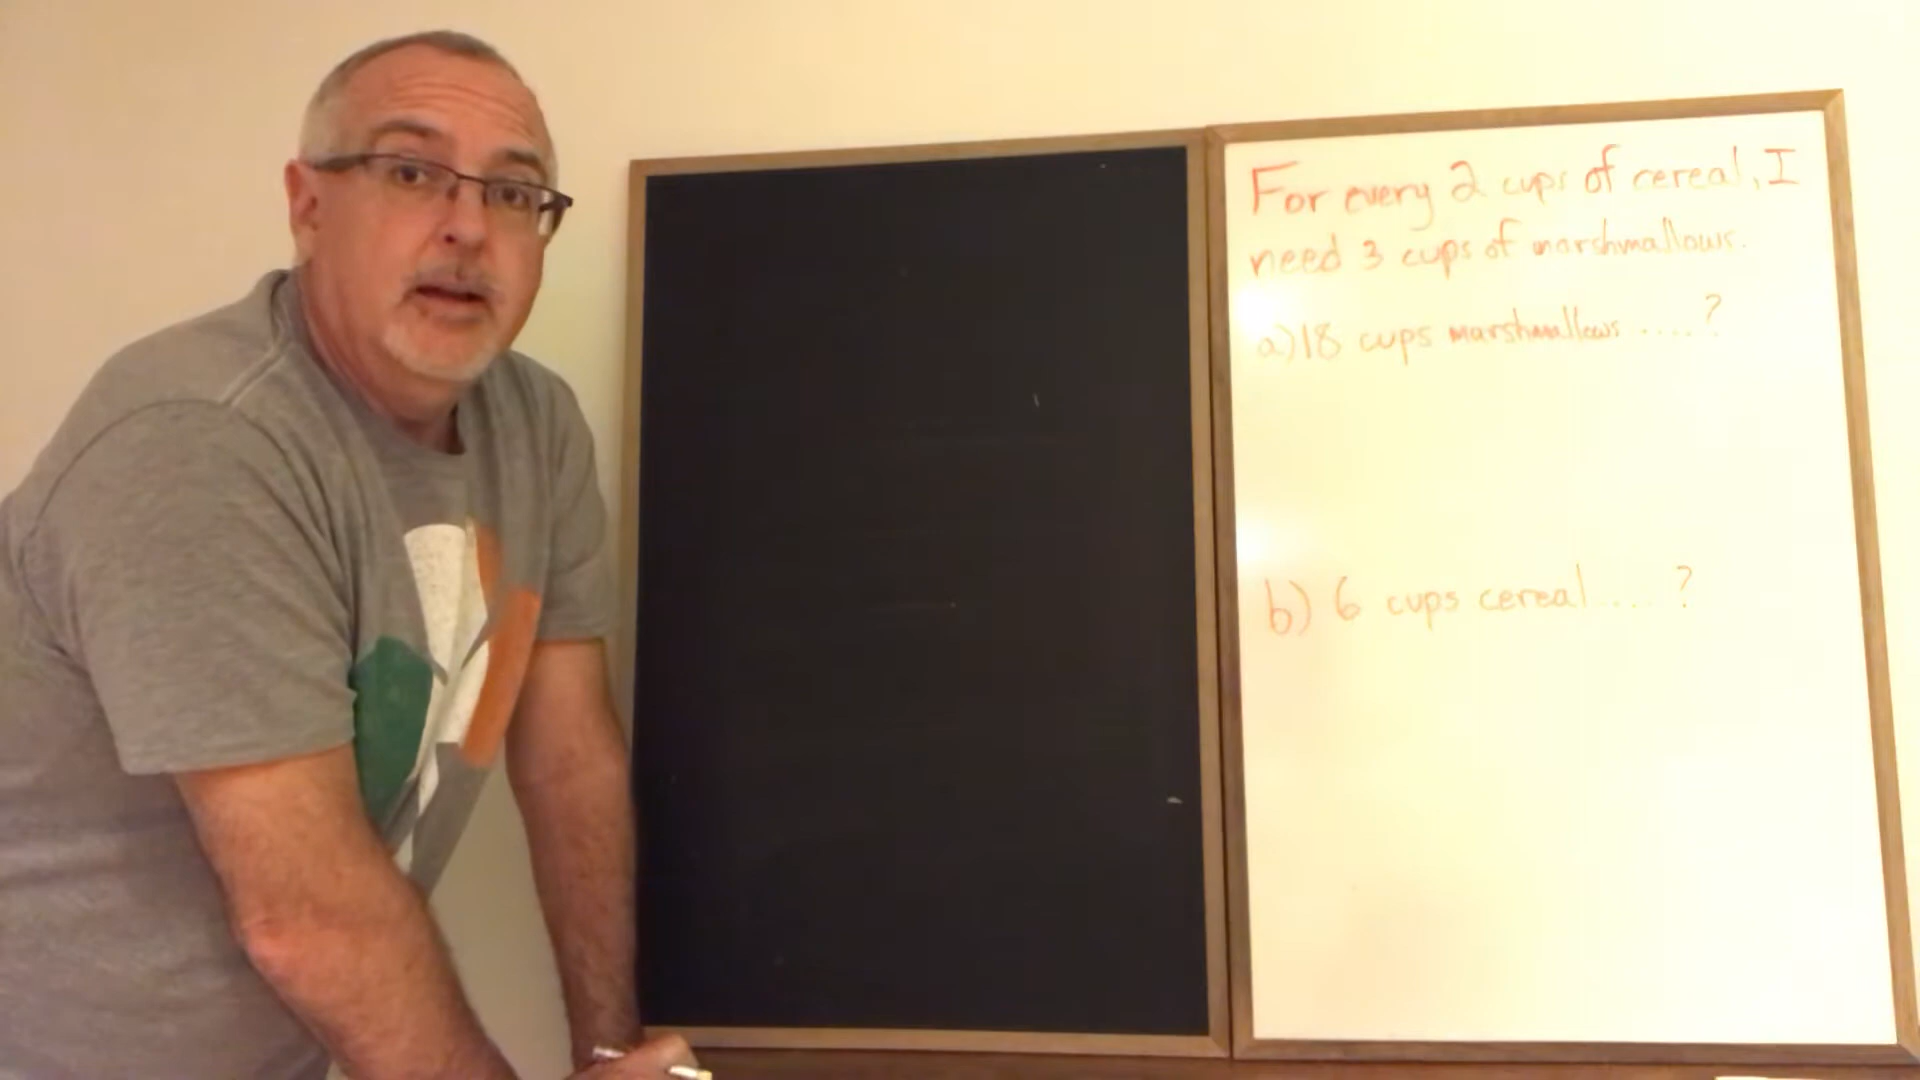 For every 2 cups of cereal, I
need 3 cups of marshmallows.
a) 18 cups marshmallows ....?
b) 6 cups cereal ....?